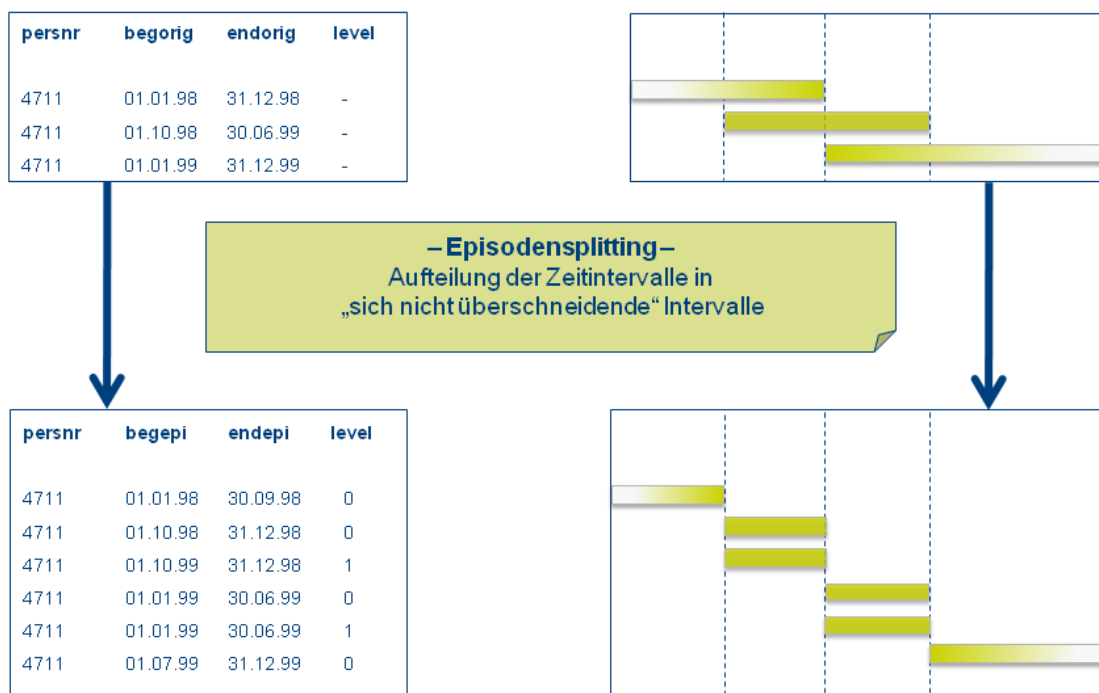 persnr begorig endorig level
4711 01.01.98 31.12.98 -
4711 01.10.98 30.06.99 -
4711 01.01.99 31.12.99 -
–Episodensplitting–
Aufteilung der Zeitintervalle in
„sich nicht überschneidende“ Intervalle
persnr begepi endepi level
4711 01.01.98 30.09.98 0
4711 01.10.98 31.12.98 0
4711 01.10.99 31.12.98 1
4711 01.01.99 30.06.99 0
4711 01.01.99 30.06.99 1
4711 01.07.99 31.12.99 0